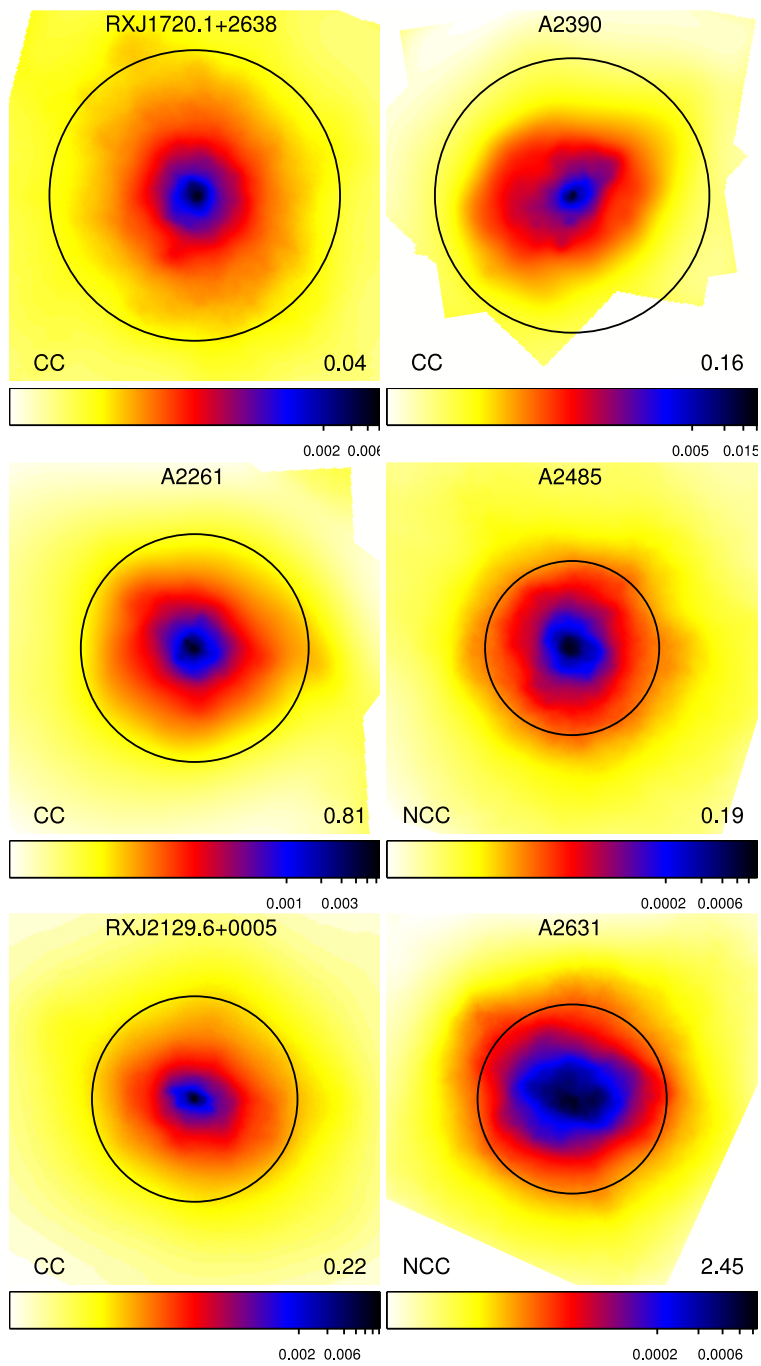 RXJ1720.1+2638 A2390
CC 0.04 CC 0.16
0.002 0.006 0.005 0.015
A2261 A2485
CC 0.81 NCC 0.19
0.001 0.003 0.0002 0.0006
RXJ2129.6+0005 A2631
CC 0.22 NCC 2.45
0.002 0.006 0.0002 0.0006